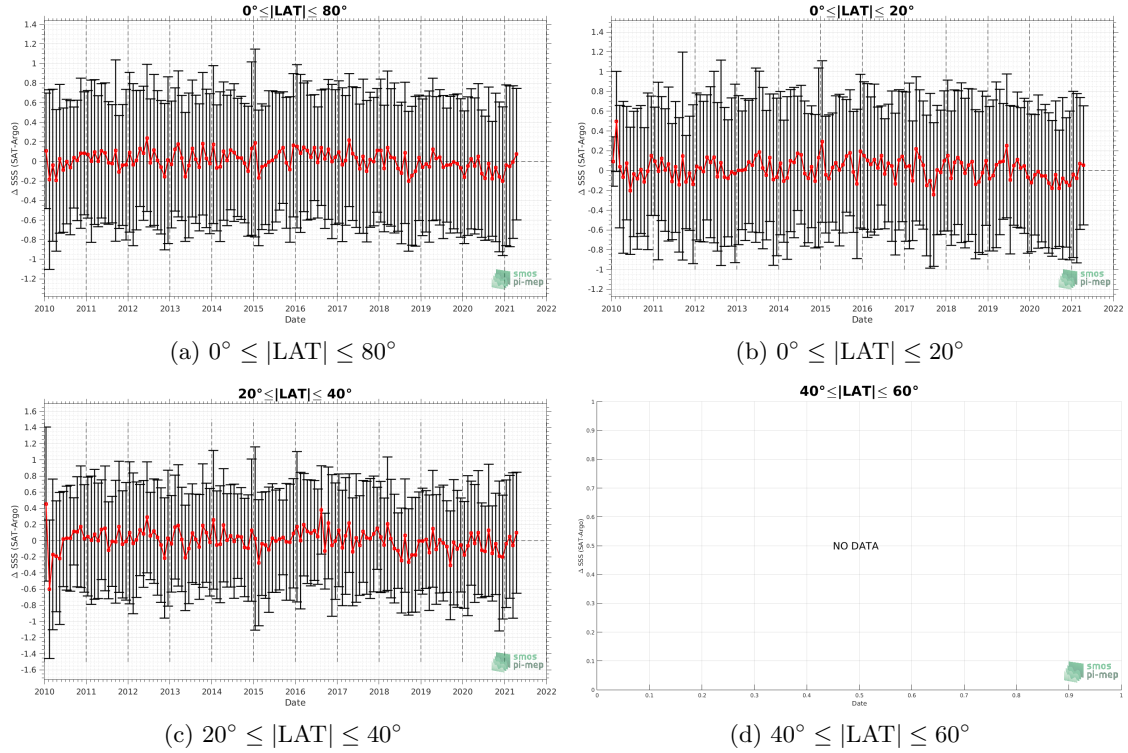 0°≤|LAT|≤ 80°
Δ SSS (SAT-Argo)
1.4
1.2
1
0.8
0.6
0.4
0.2
0
-0.2
-0.4
-0.6
-0.8
-1
-1.2
2010 2011 2012 2013 2014 2015 2016 2017 2018 2019 2020 2021 2022
Date
smos
pi-mep
(a) 0° ≤ |LAT| ≤ 80°
0°≤|LAT|≤ 20°
Δ SSS (SAT-Argo)
1.4
1.2
1
0.8
0.6
0.4
0.2
0
-0.2
-0.4
-0.6
-0.8
-1
-1.2
2010 2011 2012 2013 2014 2015 2016 2017 2018 2019 2020 2021 2022
Date
smos
pi-mep
(b) 0° ≤ |LAT| ≤ 20°
20°≤|LAT|≤ 40°
Δ SSS (SAT-Argo)
1.6
1.4
1.2
1
0.8
0.6
0.4
0.2
0
-0.2
-0.4
-0.6
-0.8
-1
-1.2
-1.4
-1.6
2010 2011 2012 2013 2014 2015 2016 2017 2018 2019 2020 2021 2022
Date
smos
pi-mep
(c) 20° ≤ |LAT| ≤ 40°
40°≤|LAT|≤ 60°
Δ SSS (SAT-Argo)
1
0.9
0.8
0.7
0.6
0.5
0.4
0.3
0.2
0.1
0
NO DATA
0 0.1 0.2 0.3 0.4 0.5 0.6 0.7 0.8 0.9 1
Date
smos
pi-mep
(d) 40° ≤ |LAT| ≤ 60°